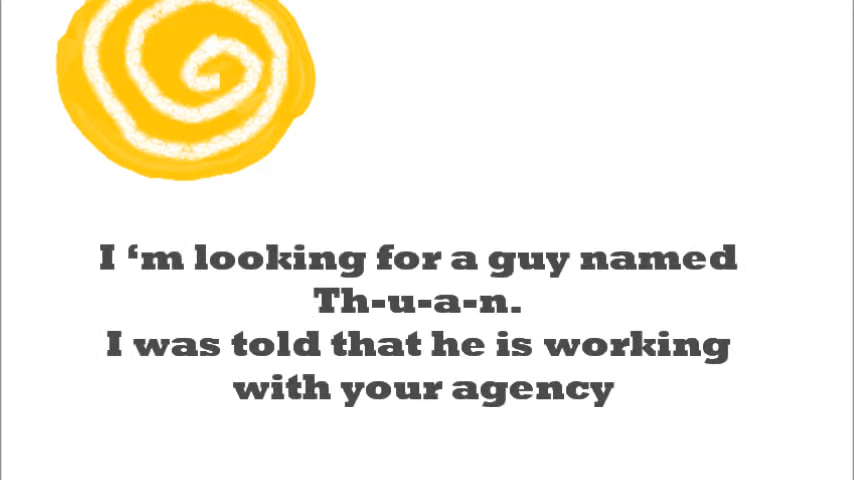 I ‘m looking for a guy named
Th-u-a-n.
I was told that he is working
with your agency